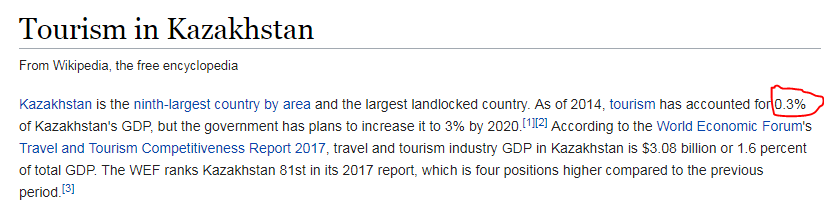 Tourism in Kazakhstan
From Wikipedia, the free encyclopedia
Kazakhstan is the ninth-largest country by area and the largest landlocked country. As of 2014, tourism has accounted for 0.3%
of Kazakhstan's GDP, but the government has plans to increase it to 3% by 2020.[1][2] According to the World Economic Forum's
Travel and Tourism Competitiveness Report 2017, travel and tourism industry GDP in Kazakhstan is $3.08 billion or 1.6 percent
of total GDP. The WEF ranks Kazakhstan 81st in its 2017 report, which is four positions higher compared to the previous
period.[3]